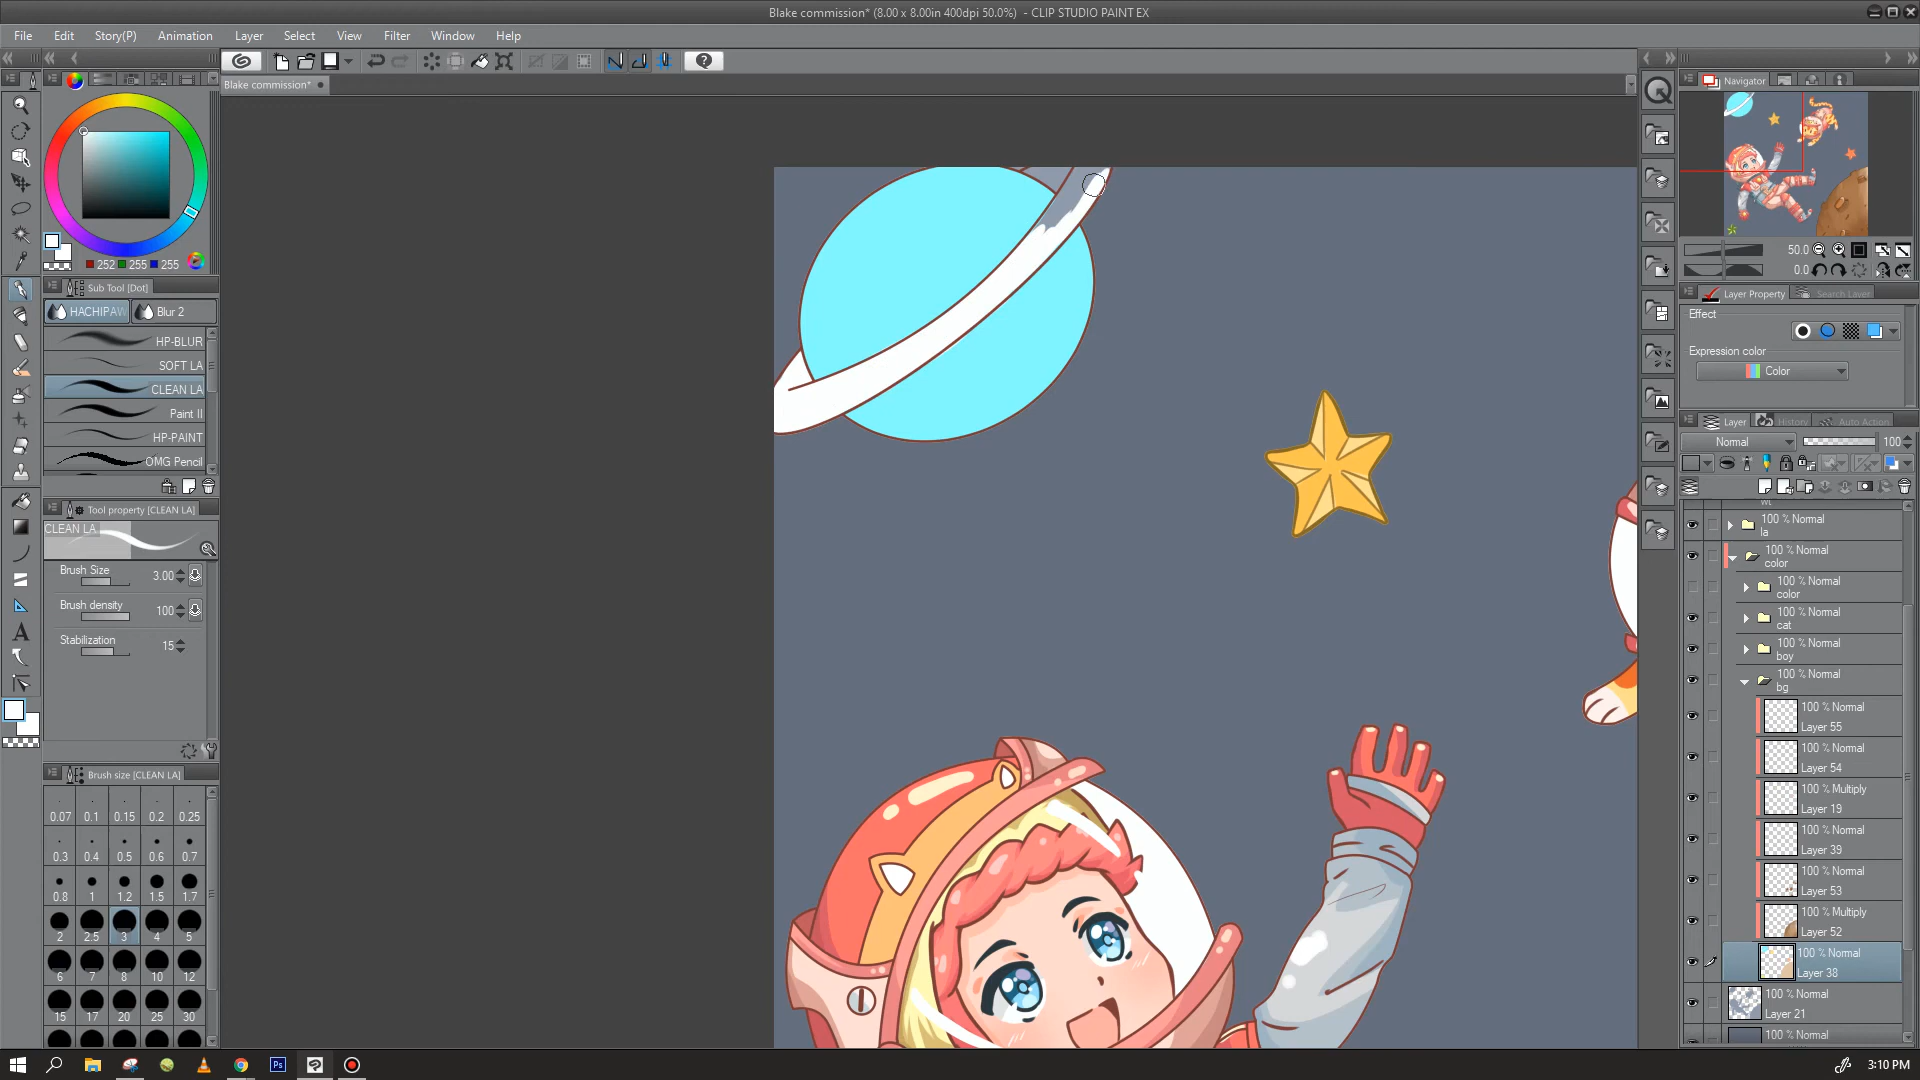 Blake commission* (8.00 x 8.00in 400dpi 50.0%)  - CLIP STUDIO PAINT EX
File Edit Story(P) Animation Layer Select View Filter Window Help
Blake commission*
Navigator
252 255 255
50.0
0.0
Sub Tool [Dot]
HACHIPAW Blur 2
HP-BLUR
SOFT LA
CLEAN LA
Paint II
HP-PAINT
OMG Pencil
Tool property [CLEAN LA]
CLEAN LA
Brush Size 3.00
Brush density 100
Stabilization 15
Brush size [CLEAN LA]
0.07 0.1 0.15 0.2 0.25
0.3 0.4 0.5 0.6 0.7
0.8 1 1.2 1.5 1.7
2 2.5 3 4 5
6 7 8 10 12
15 17 20 25 30
Layer Property Search Layer
Effect
Expression color
Color
Layer History Auto Action
Normal 100
100 % Normal
la
100 % Normal
color
100 % Normal
color
100 % Normal
cat
100 % Normal
boy
100 % Normal
bg
100 % Normal
Layer 55
100 % Normal
Layer 54
100 % Multiply
Layer 19
100 % Normal
Layer 39
100 % Normal
Layer 53
100 % Multiply
Layer 52
100 % Normal
Layer 38
100 % Normal
Layer 21
100 % Normal
Ps
3:10 PM